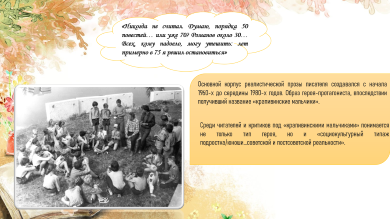 «Никогда не считал. Думаю, порядка 50
повестей... или уже 70? Романов около 30...
Всех, кому надоело, могу утешить: лет
примерно в 75 я решил остановиться»
Основной корпус реалистической прозы писателя создавался с начала
1960-х до середины 1980-х годов. Образ героя-протагониста, впоследствии
получивший название «крапивинские мальчики».
Среди читателей и критиков под «крапивинскими мальчиками» понимается
не только тип героя, но и «социокультурный типаж
подростка/юноши...советской и постсоветской реальности».